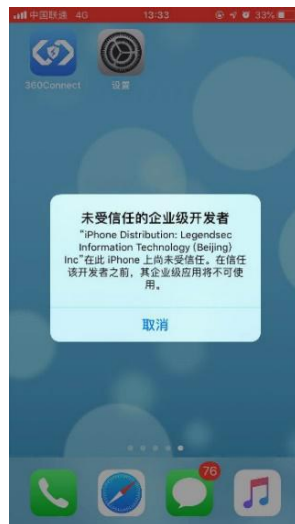 中国联通 4G 13:33 33%
360Connect 设置
未受信任的企业级开发者
“iPhone Distribution: Legendsec
Information Technology (Beijing)
Inc”在此 iPhone 上尚未受信任。在信任
该开发者之前，其企业级应用将不可使
用。
取消
76